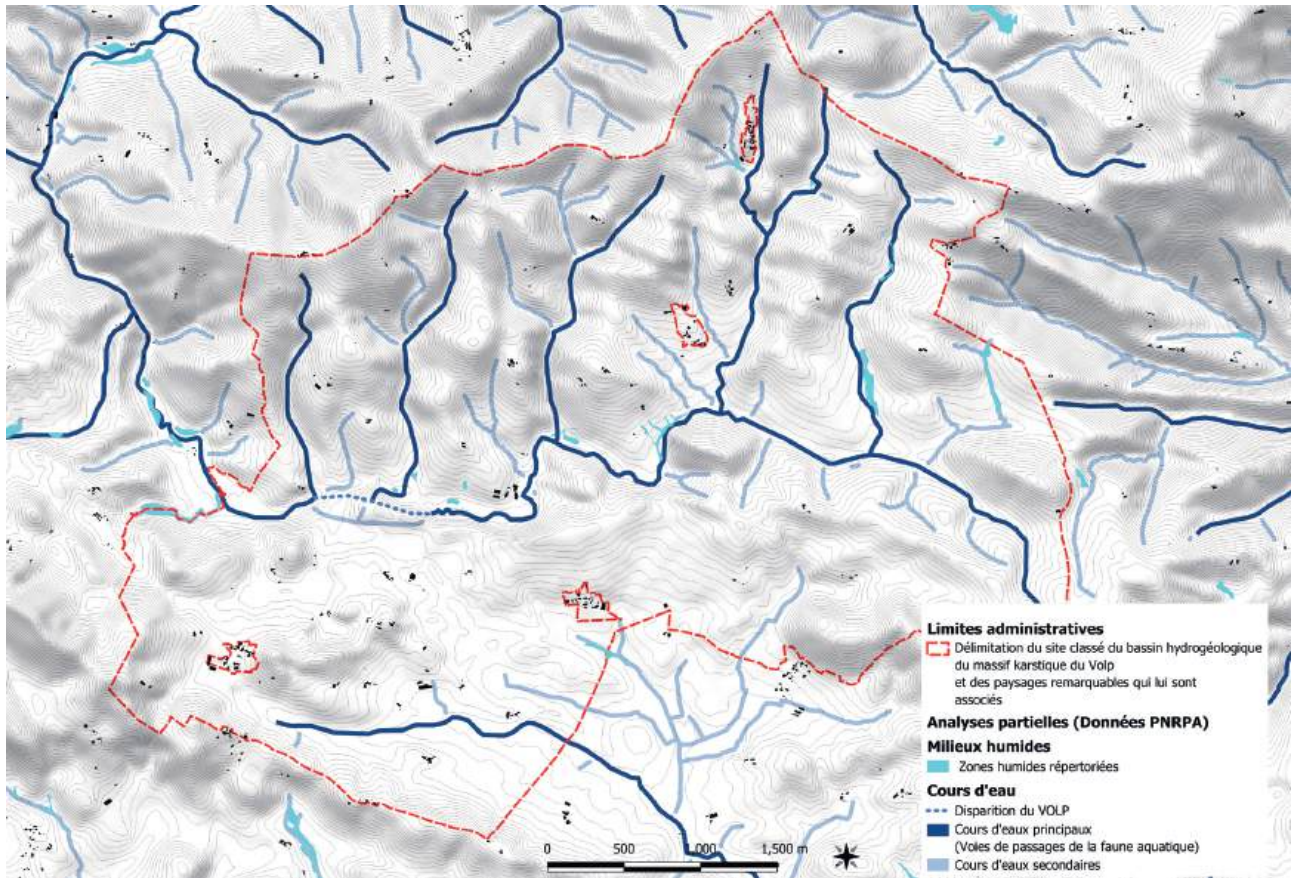 Limites administratives
Délimitation du site classé du bassin hydrogéologique
du massif karstique du Volp
et des paysages remarquables qui lui sont
associés
Analyses partielles (Données PNRPA)
Milieux humides
Zones humides répertoriées
Cours d'eau
Disparition du VOLP
Cours d'eaux principaux
(Voies de passages de la faune aquatique)
Cours d'eaux secondaires
0 500 1,000 1,500 m